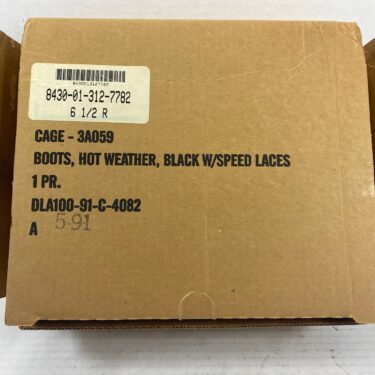 8430013127782
8430-01-312-7782
6 1/2 R
CAGE - 3A059
BOOTS, HOT WEATHER, BLACK W/SPEED LACES
1 PR.
DLA100-91-C-4082
A 5-91